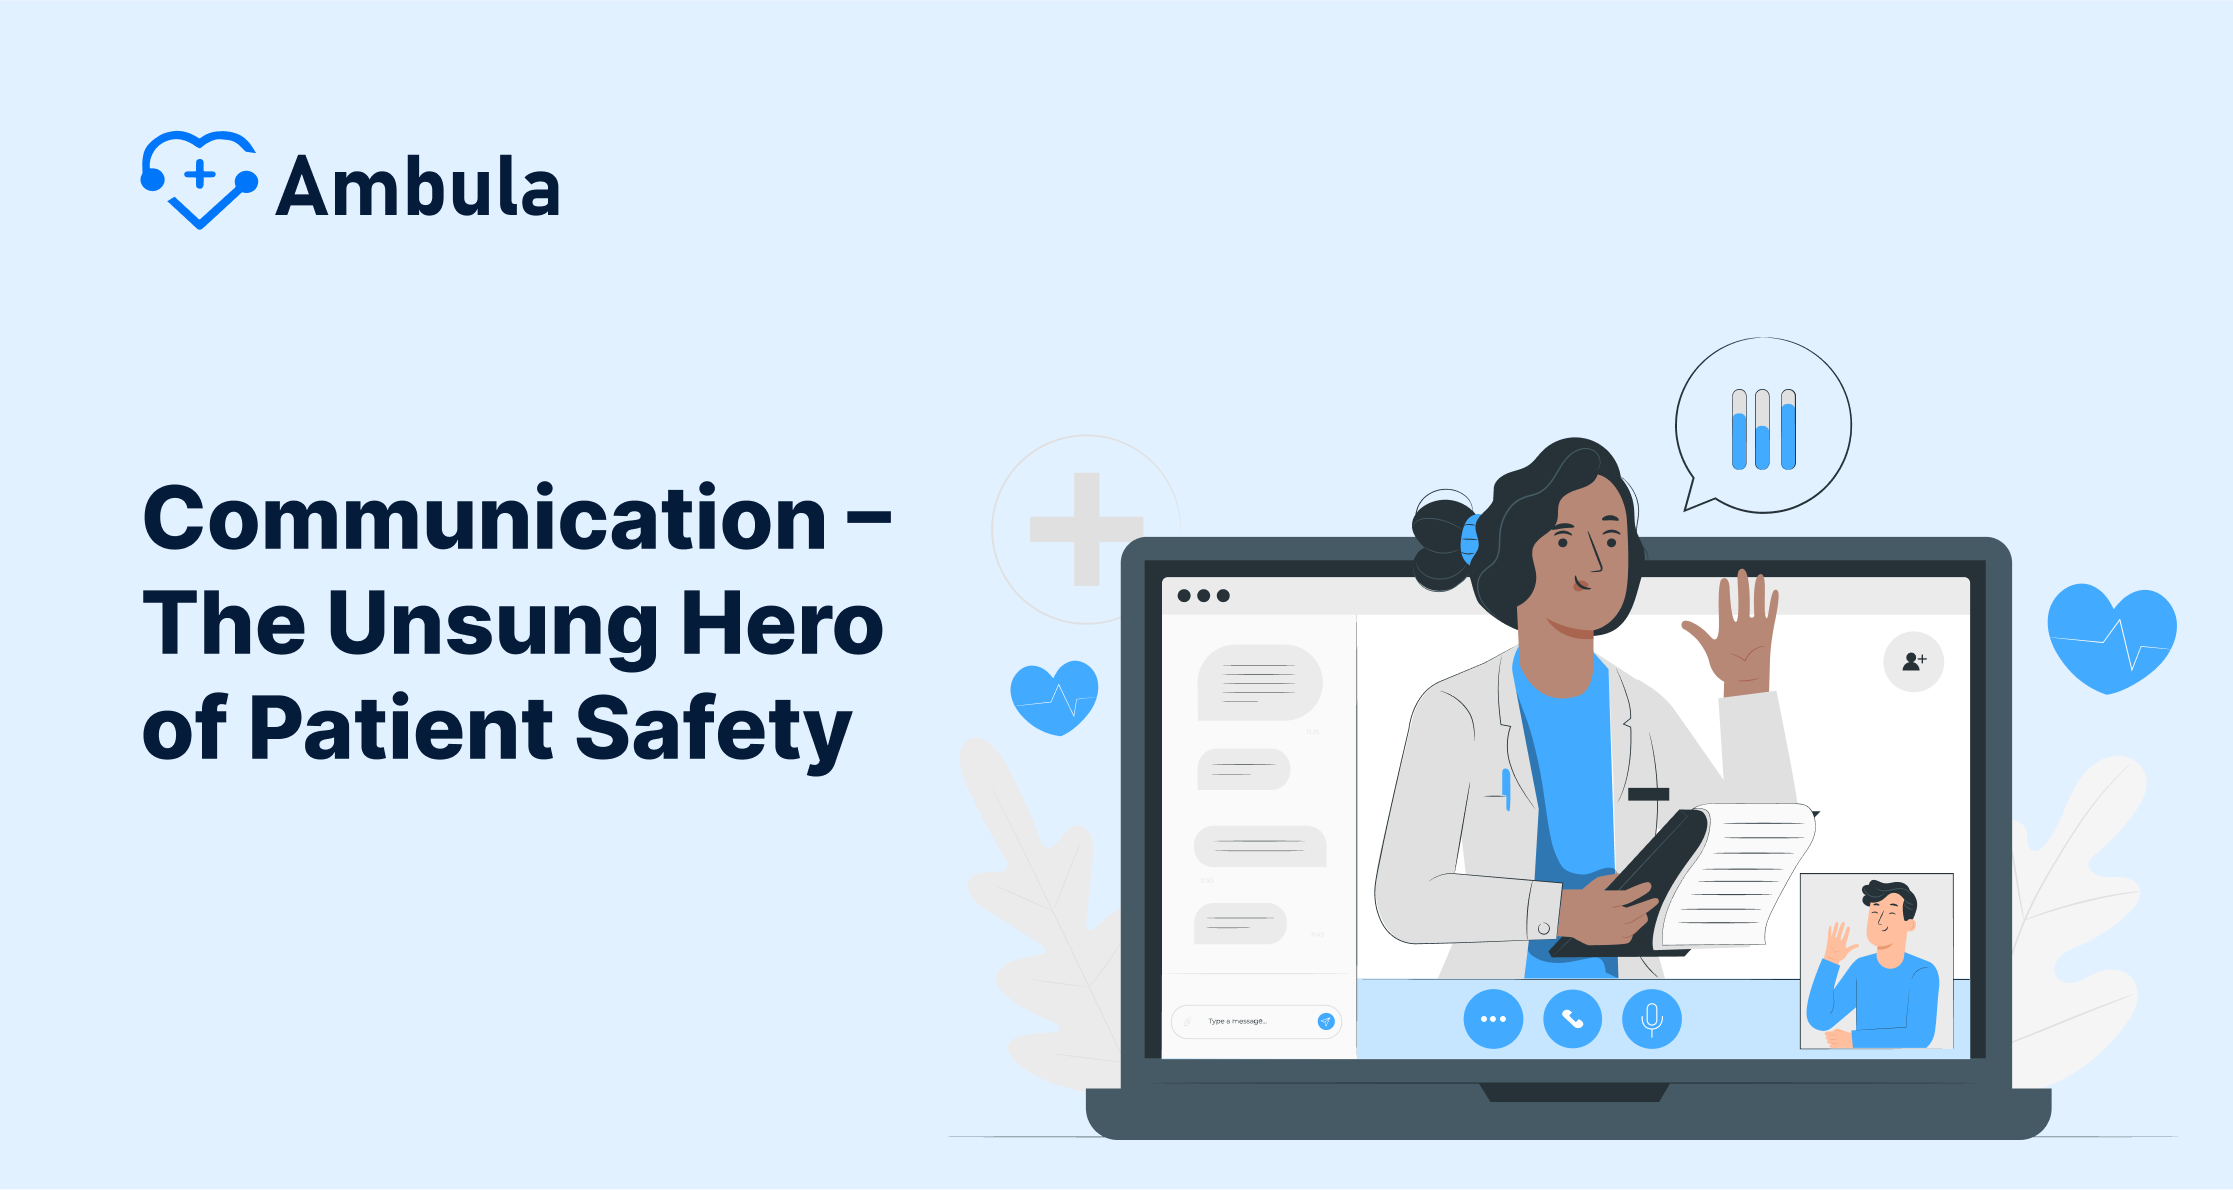 Ambula
Communication –
The Unsung Hero
of Patient Safety
Type a message...